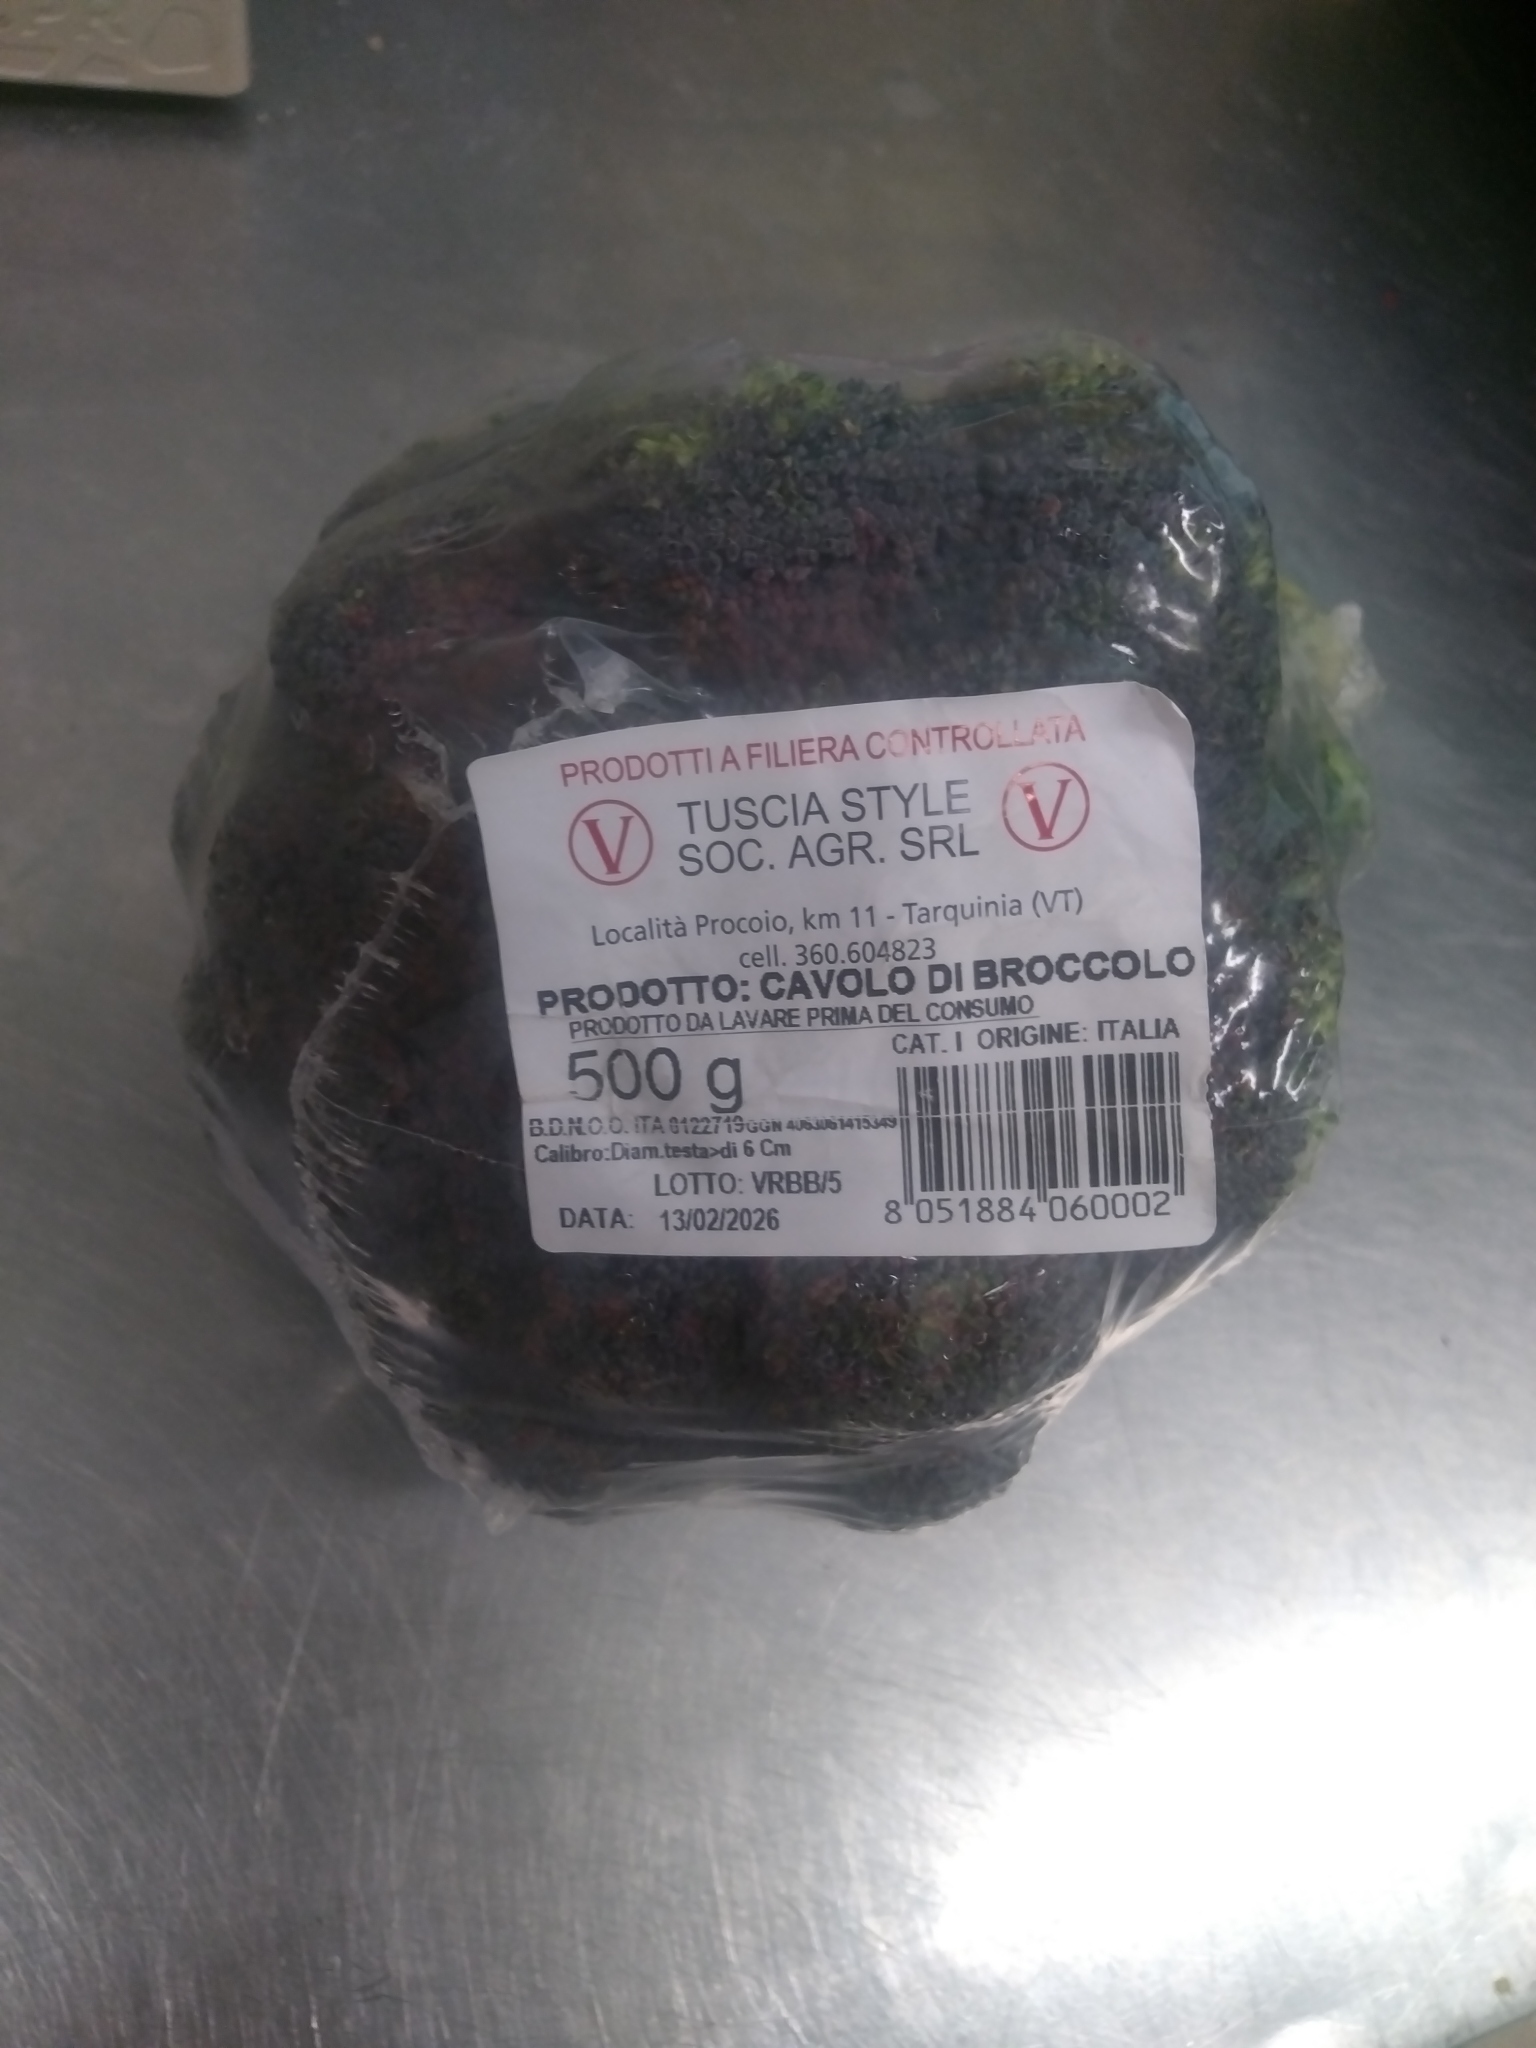 PRODOTTI A FILIERA CONTROLLATA
V TUSCIA STYLE V
SOC. AGR. SRL
Località Procoio, km 11 - Tarquinia (VT)
cell. 360.604823
PRODOTTO: CAVOLO DI BROCCOLO
PRODOTTO DA LAVARE PRIMA DEL CONSUMO
CAT. I ORIGINE: ITALIA
500 g
B.D.N.O.O. ITA 0122719 GGN 4063061415349
Calibro:Diam.testa>di 6 Cm
LOTTO: VRBB/5
DATA: 13/02/2026
8 051884 060002